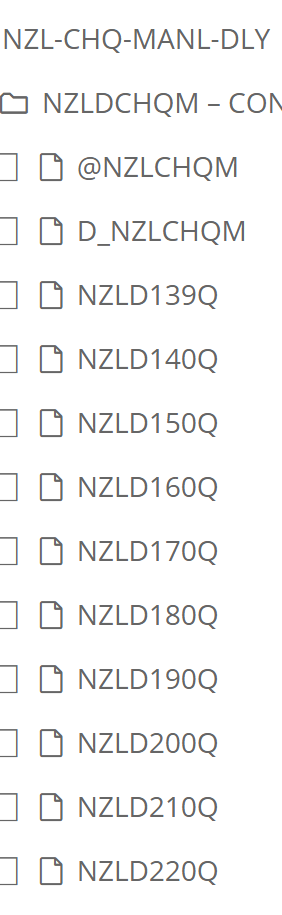 NZL-CHQ-MANL-DLY
NZLDCHQM – CON
@NZLCHQM
D_NZLCHQM
NZLD139Q
NZLD140Q
NZLD150Q
NZLD160Q
NZLD170Q
NZLD180Q
NZLD190Q
NZLD200Q
NZLD210Q
NZLD220Q